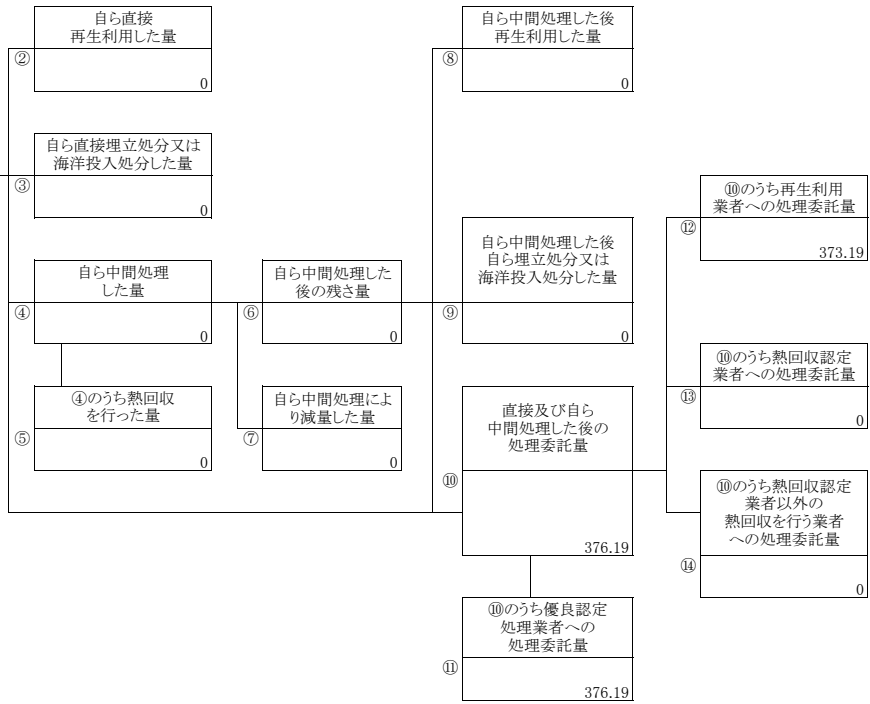 自ら直接
再生利用した量
②
0
自ら直接埋立処分又は
海洋投入処分した量
③
0
自ら中間処理
した量
④
0
④のうち熱回収
を行った量
⑤
0
自ら中間処理した
後の残さ量
⑥
0
自ら中間処理によ
り減量した量
⑦
0
自ら中間処理した後
再生利用した量
⑧
0
自ら中間処理した後
自ら埋立処分又は
海洋投入処分した量
⑨
0
直接及び自ら
中間処理した後の
処理委託量
⑩
376.19
⑩のうち優良認定
処理業者への
処理委託量
⑪
376.19
⑩のうち再生利用
業者への処理委託量
⑫
373.19
⑩のうち熱回収認定
業者への処理委託量
⑬
0
⑩のうち熱回収認定
業者以外の
熱回収を行う業者
への処理委託量
⑭
0